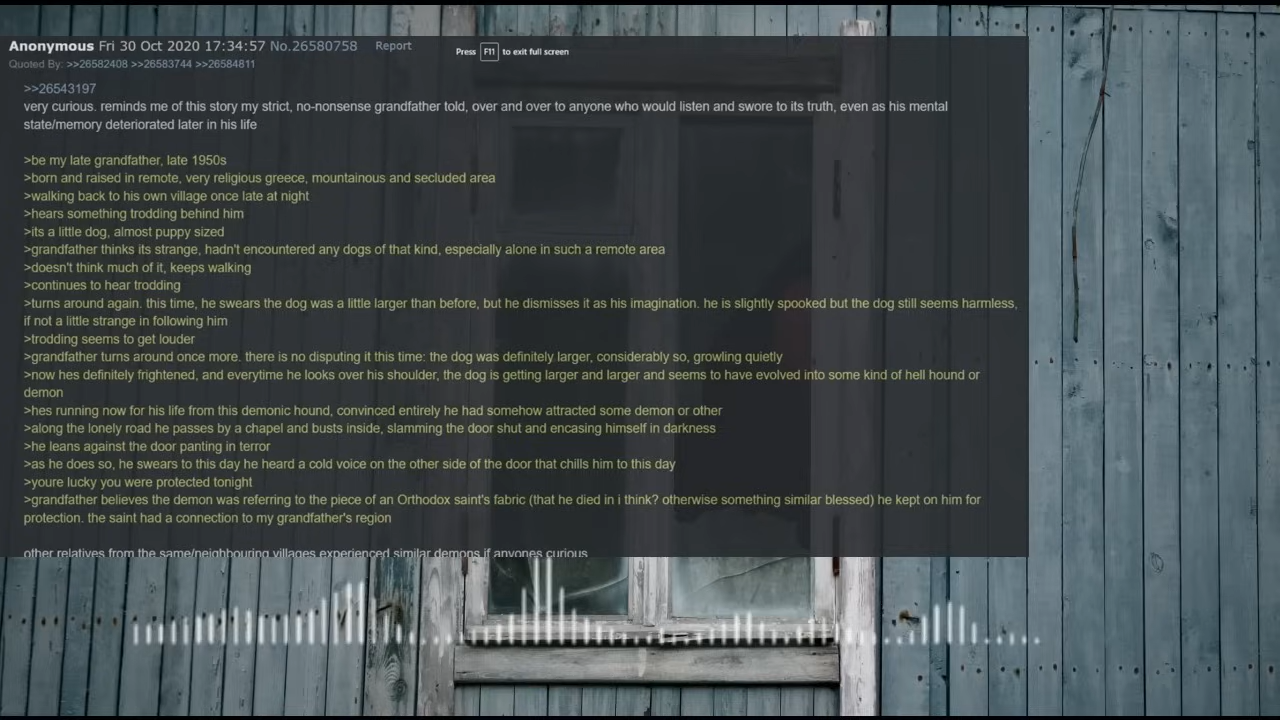 Anonymous Fri 30 Oct 2020 17:34:57 No.26580758 Report
Press F11 to exit full screen
Quoted By: >>26582408 >>26583744 >>26584811
>>26543197
very curious. reminds me of this story my strict, no-nonsense grandfather told, over and over to anyone who would listen and swore to its truth, even as his mental
state/memory deteriorated later in his life
>be my late grandfather, late 1950s
>born and raised in remote, very religious greece, mountainous and secluded area
>walking back to his own village once late at night
>hears something trodding behind him
>its a little dog, almost puppy sized
>grandfather thinks its strange, hadn't encountered any dogs of that kind, especially alone in such a remote area
>doesn't think much of it, keeps walking
>continues to hear trodding
>turns around again. this time, he swears the dog was a little larger than before, but he dismisses it as his imagination. he is slightly spooked but the dog still seems harmless,
if not a little strange in following him
>trodding seems to get louder
>grandfather turns around once more. there is no disputing it this time: the dog was definitely larger, considerably so, growling quietly
>now hes definitely frightened, and everytime he looks over his shoulder, the dog is getting larger and larger and seems to have evolved into some kind of hell hound or
demon
>hes running now for his life from this demonic hound, convinced entirely he had somehow attracted some demon or other
>along the lonely road he passes by a chapel and busts inside, slamming the door shut and encasing himself in darkness
>he leans against the door panting in terror
>as he does so, he swears to this day he heard a cold voice on the other side of the door that chills him to this day
>youre lucky you were protected tonight
>grandfather believes the demon was referring to the piece of an Orthodox saint's fabric (that he died in i think? otherwise something similar blessed) he kept on him for
protection. the saint had a connection to my grandfather's region
other relatives from the same/neighbouring villages experienced similar demons if anyones curious